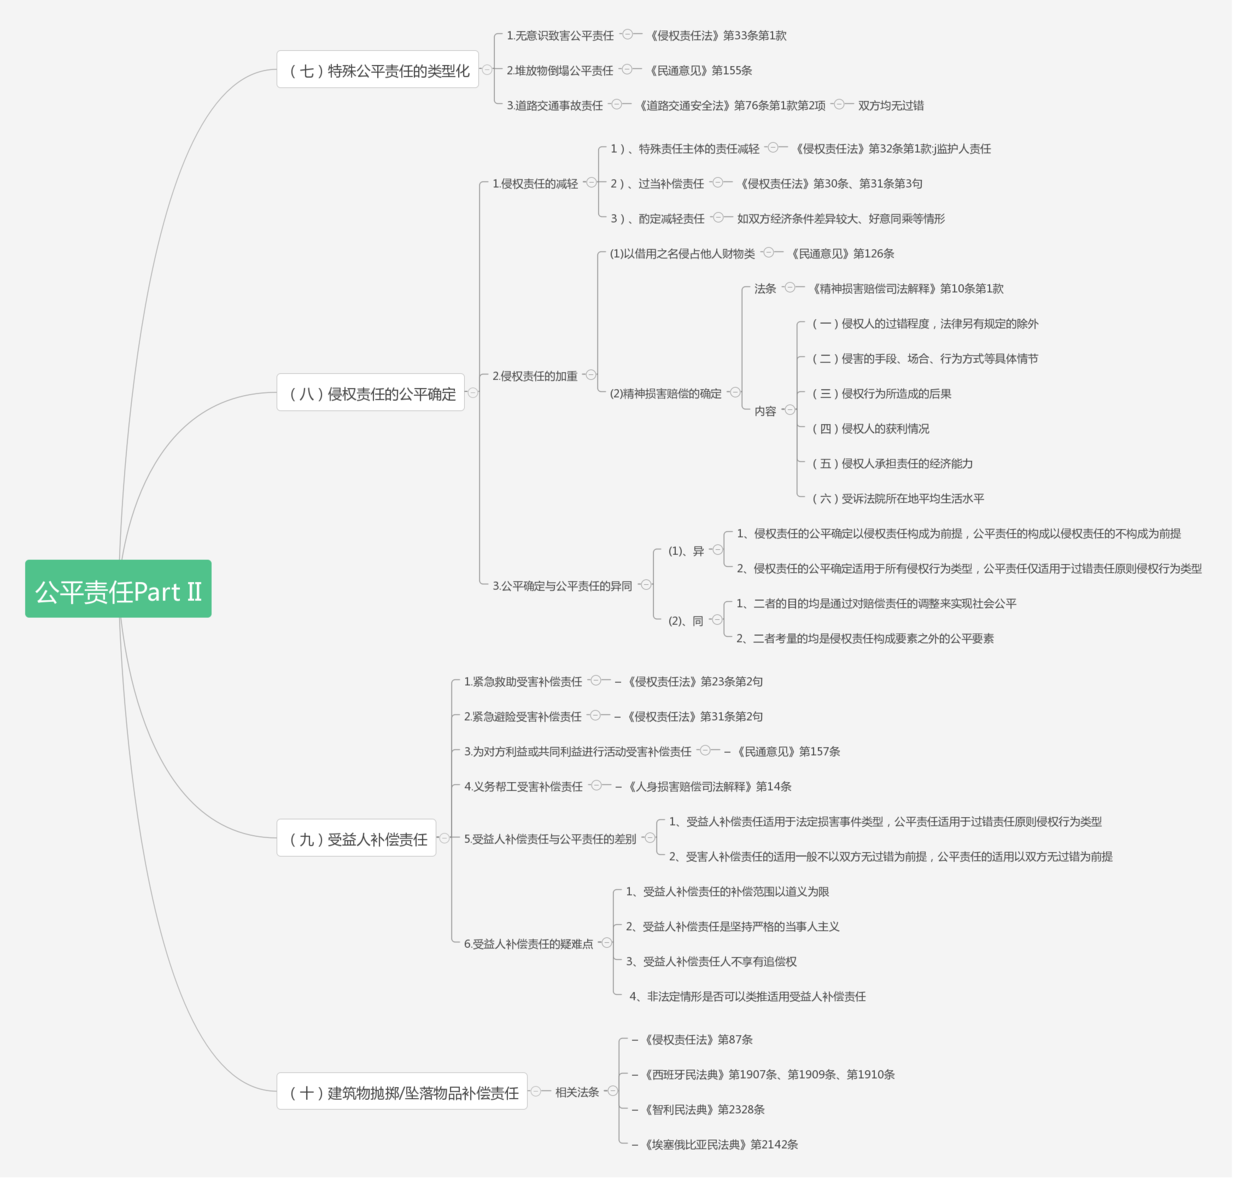 公平责任Part II
（七）特殊公平责任的类型化
1.无意识致害公平责任
《侵权责任法》第33条第1款
2.堆放物倒塌公平责任
《民通意见》第155条
3.道路交通事故责任
《道路交通安全法》第76条第1款第2项
双方均无过错
（八）侵权责任的公平确定
1.侵权责任的减轻
1）、特殊责任主体的责任减轻
《侵权责任法》第32条第1款:j监护人责任
2）、过当补偿责任
《侵权责任法》第30条、第31条第3句
3）、酌定减轻责任
如双方经济条件差异较大、好意同乘等情形
2.侵权责任的加重
(1)以借用之名侵占他人财物类
《民通意见》第126条
(2)精神损害赔偿的确定
法条
《精神损害赔偿司法解释》第10条第1款
内容
（一）侵权人的过错程度，法律另有规定的除外
（二）侵害的手段、场合、行为方式等具体情节
（三）侵权行为所造成的后果
（四）侵权人的获利情况
（五）侵权人承担责任的经济能力
（六）受诉法院所在地平均生活水平
3.公平确定与公平责任的异同
(1)、异
1、侵权责任的公平确定以侵权责任构成为前提，公平责任的构成以侵权责任的不构成为前提
2、侵权责任的公平确定适用于所有侵权行为类型，公平责任仅适用于过错责任原则侵权行为类型
(2)、同
1、二者的目的均是通过对赔偿责任的调整来实现社会公平
2、二者考量的均是侵权责任构成要素之外的公平要素
（九）受益人补偿责任
1.紧急救助受害补偿责任
– 《侵权责任法》第23条第2句
2.紧急避险受害补偿责任
– 《侵权责任法》第31条第2句
3.为对方利益或共同利益进行活动受害补偿责任
– 《民通意见》第157条
4.义务帮工受害补偿责任
– 《人身损害赔偿司法解释》第14条
5.受益人补偿责任与公平责任的差别
1、受益人补偿责任适用于法定损害事件类型，公平责任适用于过错责任原则侵权行为类型
2、受害人补偿责任的适用一般不以双方无过错为前提，公平责任的适用以双方无过错为前提
6.受益人补偿责任的疑难点
1、受益人补偿责任的补偿范围以道义为限
2、受益人补偿责任是坚持严格的当事人主义
3、受益人补偿责任人不享有追偿权
4、非法定情形是否可以类推适用受益人补偿责任
（十）建筑物抛掷/坠落物品补偿责任
相关法条
– 《侵权责任法》第87条
– 《西班牙民法典》第1907条、第1909条、第1910条
– 《智利民法典》第2328条
– 《埃塞俄比亚民法典》第2142条